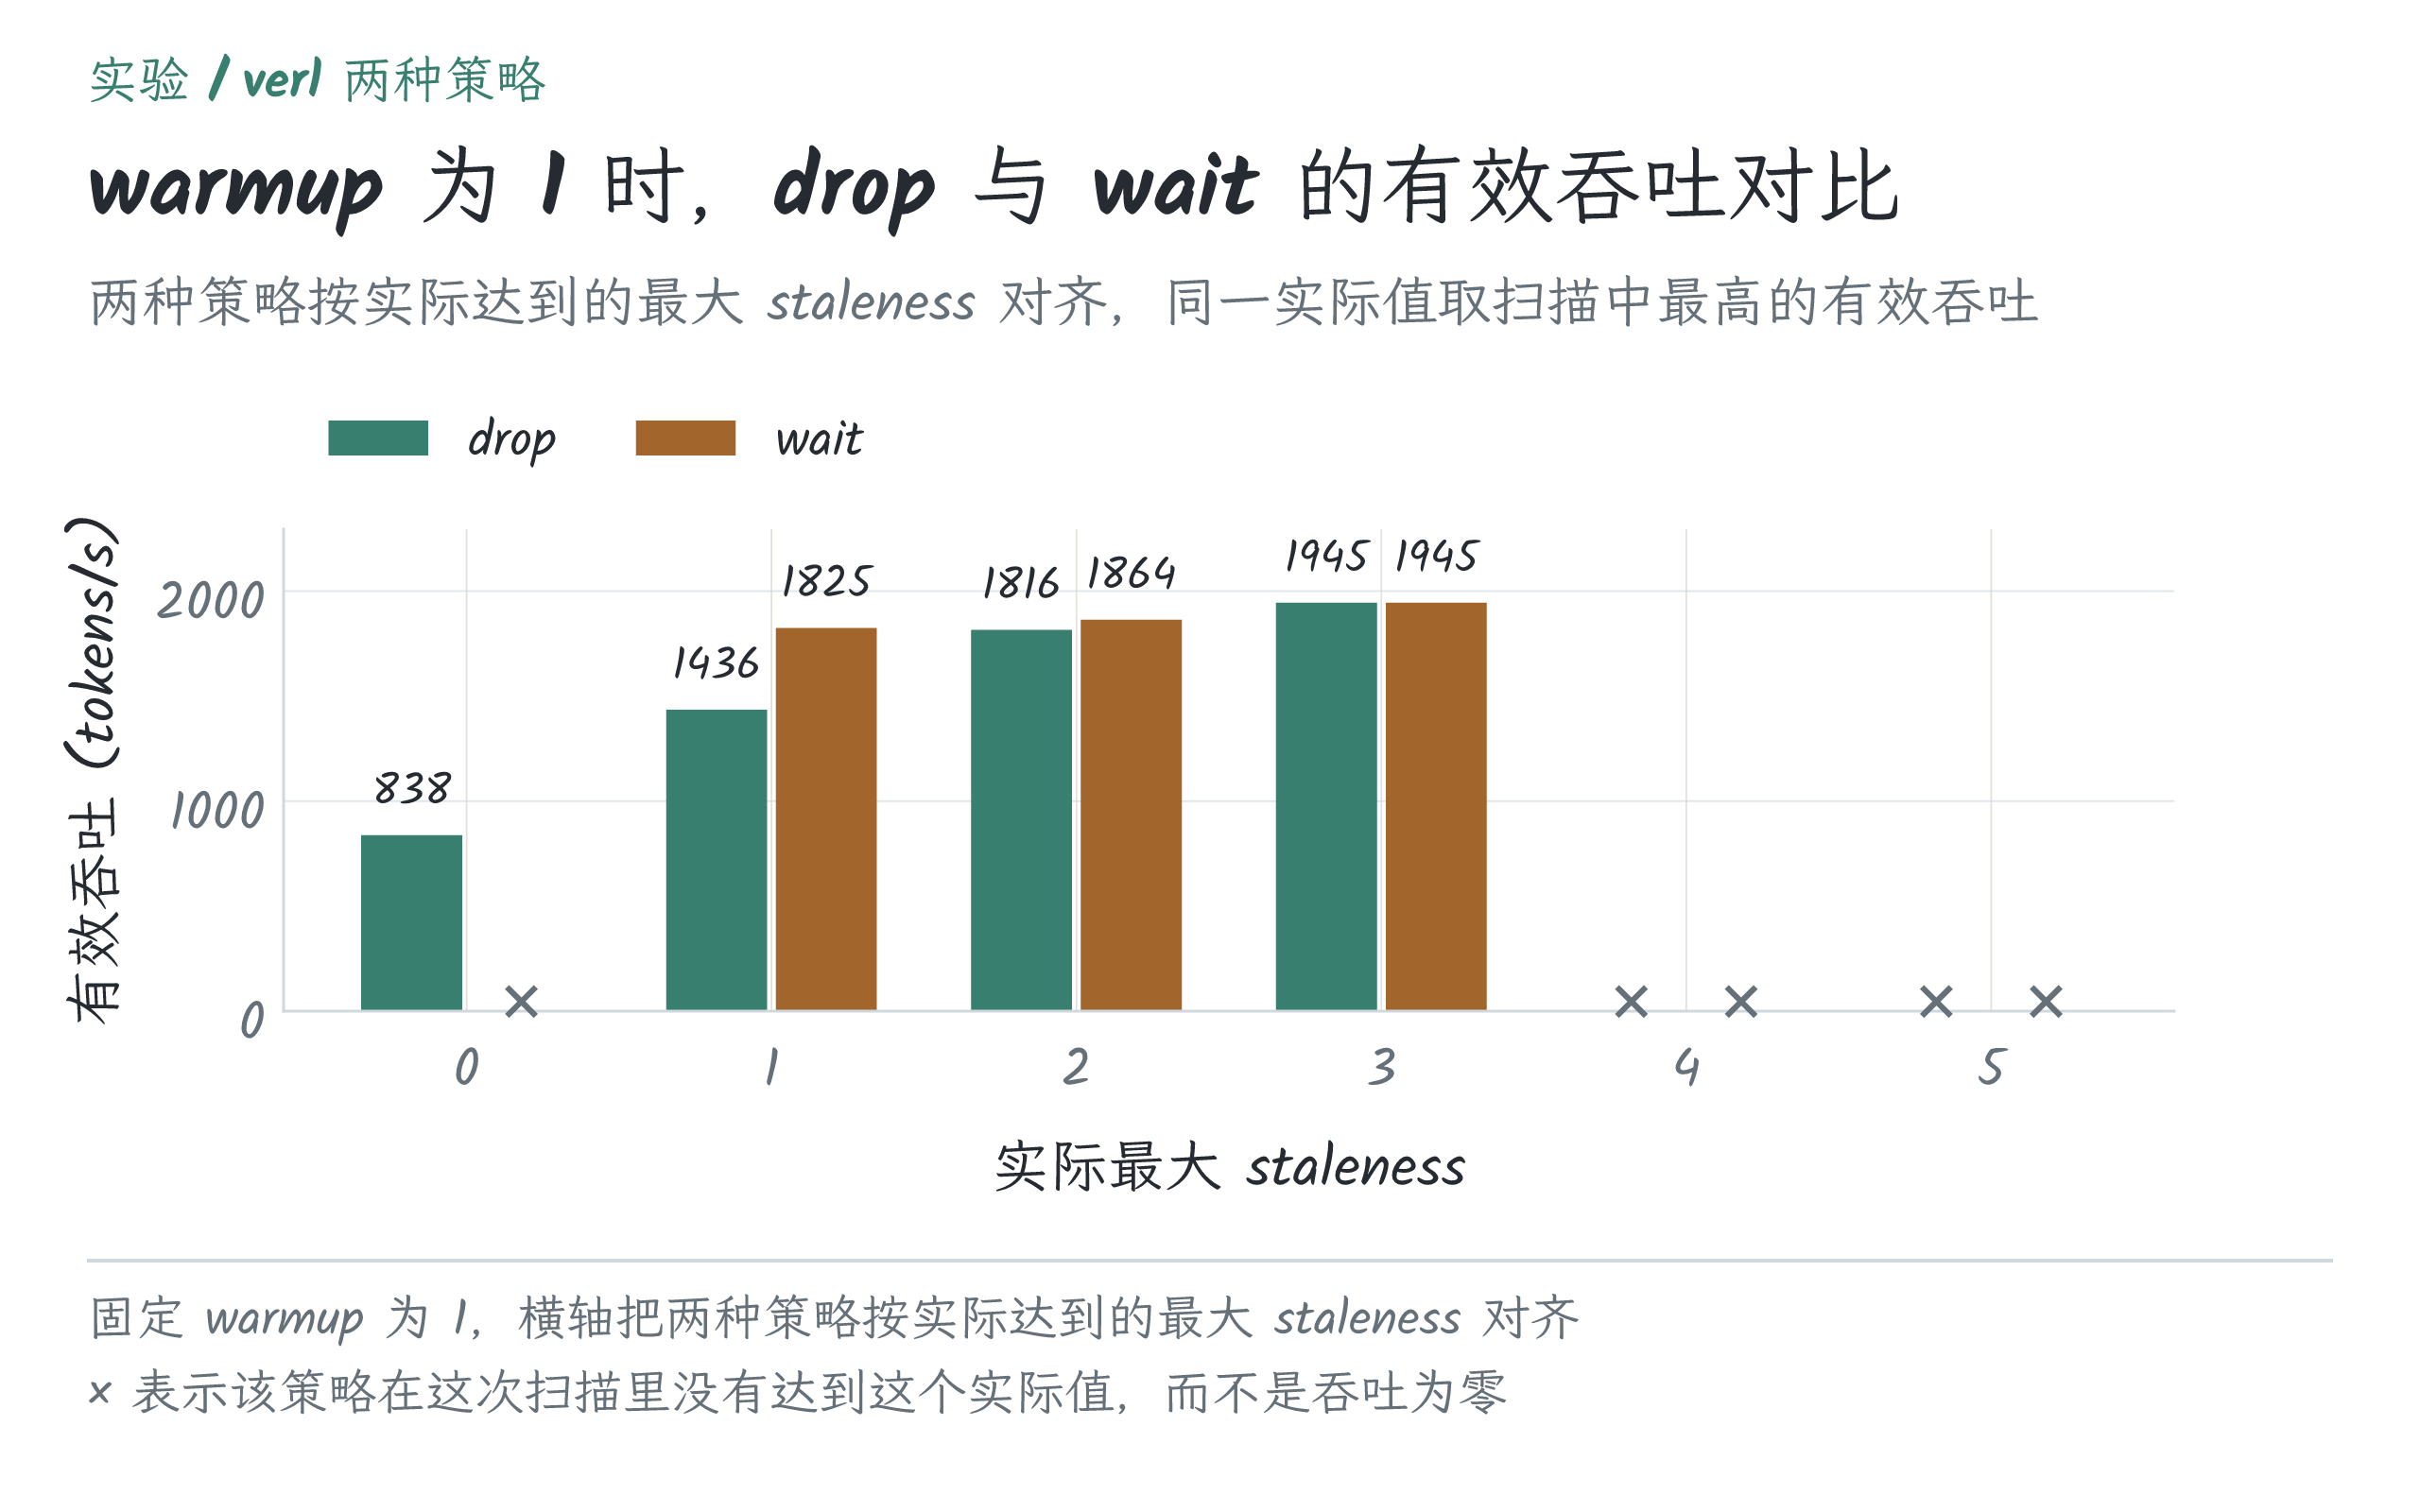 实验 / verl 两种策略
warmup 为 1 时，drop 与 wait 的有效吞吐对比
两种策略按实际达到的最大 staleness 对齐，同一实际值取扫描中最高的有效吞吐
drop wait
有效吞吐 (tokens/s)
2000
1000
0
838
1436 1825
1816 1864
1945 1945
0 1 2 3 4 5
实际最大 staleness
固定 warmup 为 1，横轴把两种策略按实际达到的最大 staleness 对齐
× 表示该策略在这次扫描里没有达到这个实际值，而不是吞吐为零